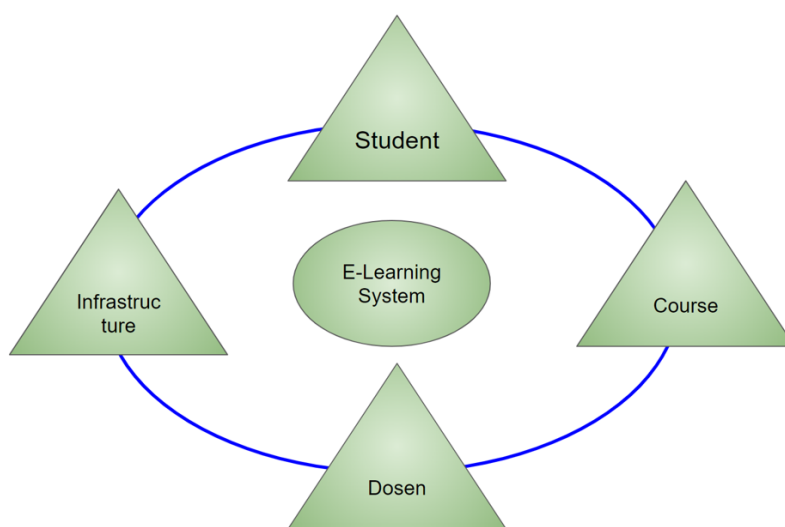 Student
E-Learning
System
Infrastruc
ture
Course
Dosen